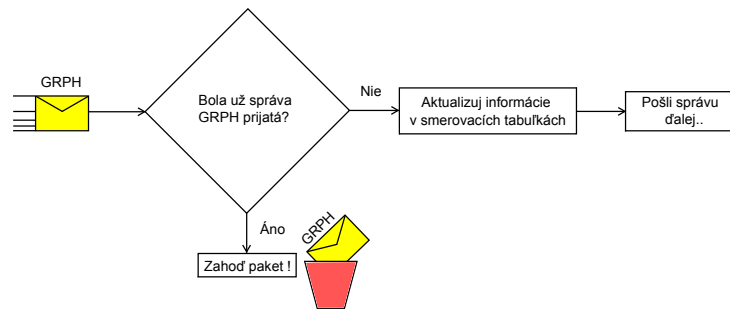 GRPH
Bola už správa
GRPH prijatá?
Nie
Aktualizuj informácie
v smerovacích tabuľkách
Pošli správu
ďalej..
Áno
Zahoď paket !
GRPH